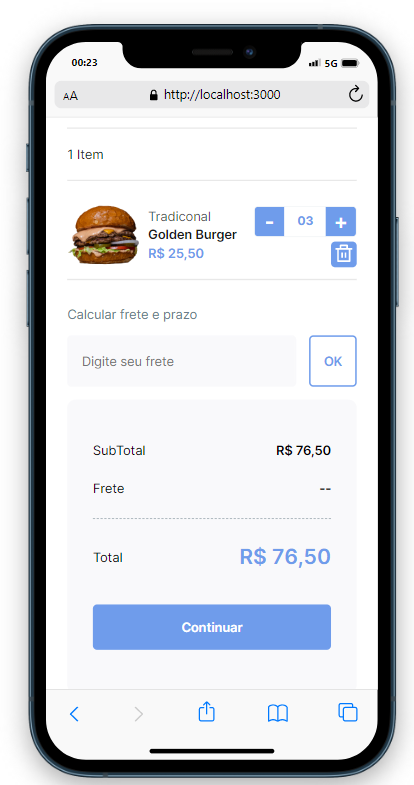 00:23
5G
AA
http://localhost:3000
1 Item
Tradiconal
Golden Burger
R$ 25,50
- 03 +
Calcular frete e prazo
Digite seu frete
OK
SubTotal R$ 76,50
Frete --
Total R$ 76,50
Continuar